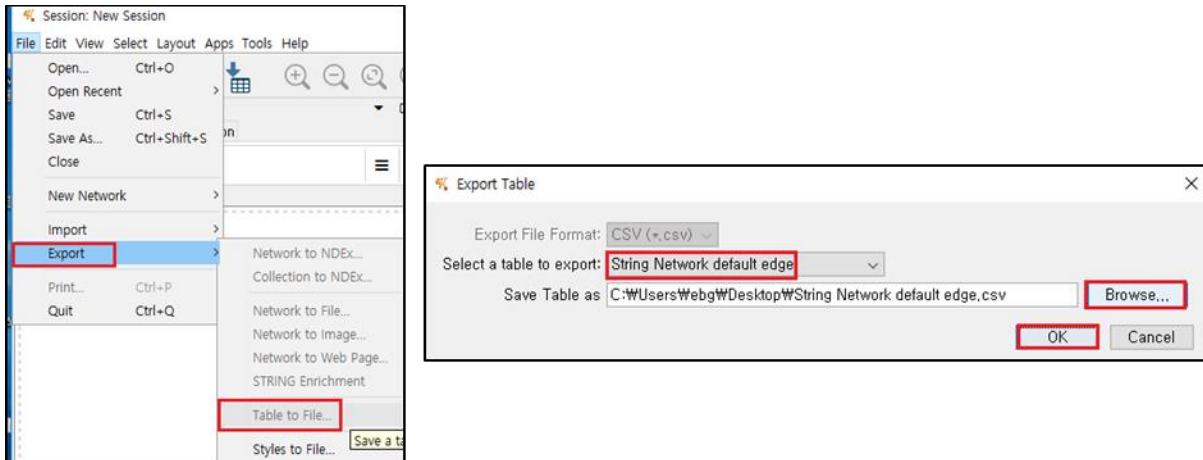 Session: New Session
File Edit View Select Layout Apps Tools Help
Open... Ctrl+O
Open Recent >
Save Ctrl+S
Save As... Ctrl+Shift+S
Close
New Network >
Import >
Export >
Print... Ctrl+P
Quit Ctrl+Q
Network to NDEx...
Collection to NDEx...
Network to File...
Network to Image...
Network to Web Page...
STRING Enrichment
Table to File...
Save a ta
Styles to File...
Export Table
Export File Format: CSV (*,csv)
Select a table to export: String Network default edge
Save Table as C:₩Users₩ebg₩Desktop₩String Network default edge,csv Browse...
OK Cancel